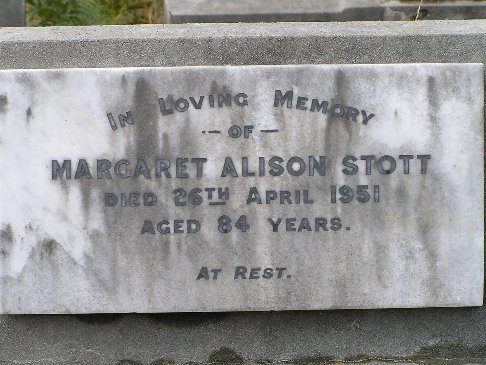 In Loving Memory
— OF —
MARGARET ALISON STOTT
DIED 26TH APRIL 1951
AGED 84 YEARS.
AT REST.